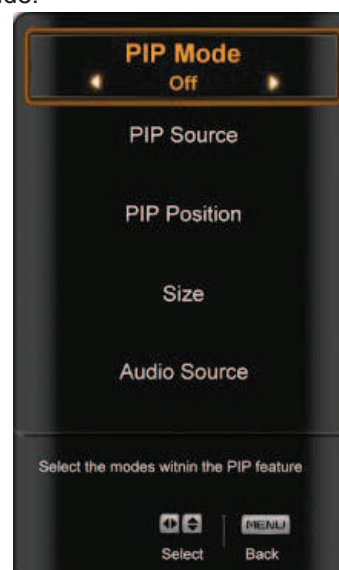 PIP Mode
Off
PIP Source
PIP Position
Size
Audio Source
Select the modes witnin the PIP feature
MENU
Select Back